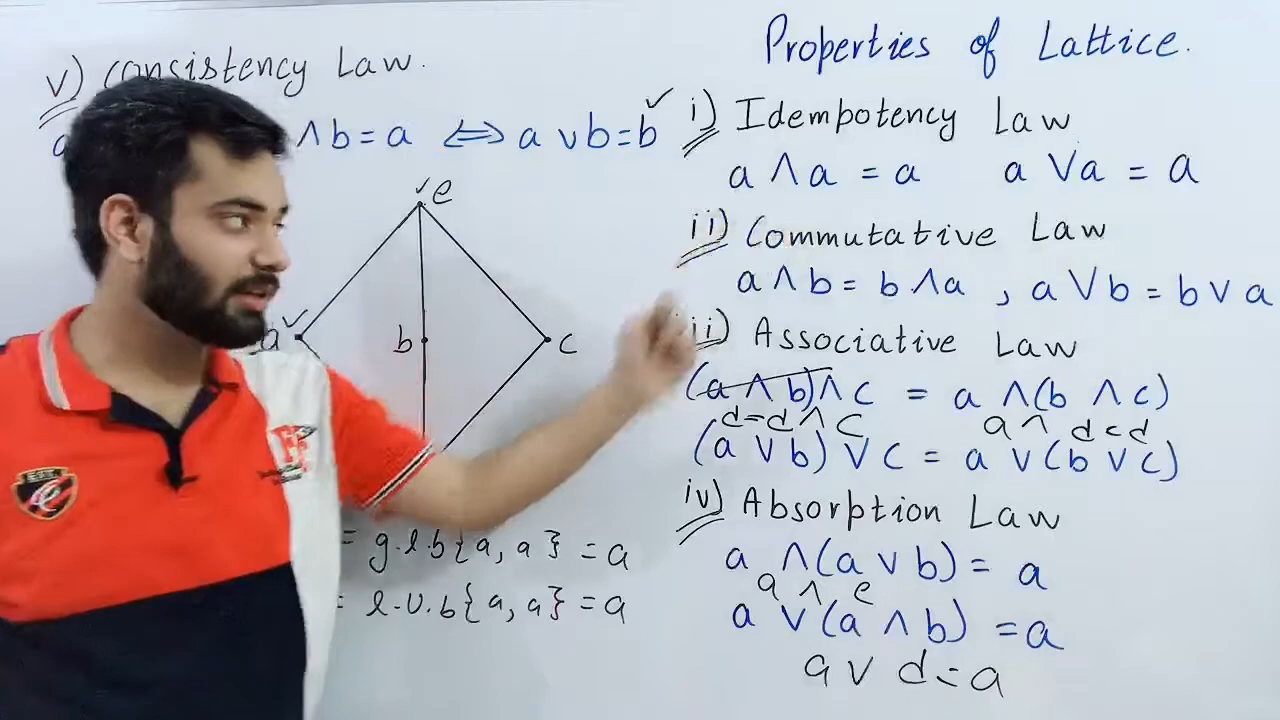 v) Consistency Law.
∧ b = a ⇔ a ∨ b = b ✓
✓ e
a ✓
b
c
= g.l.b{a, a} = a
= l.u.b{a, a} = a
Properties of Lattice.
i) Idempotency Law
a ∧ a = a a ∨ a = a
ii) Commutative Law
a ∧ b = b ∧ a , a ∨ b = b ∨ a
iii) Associative Law
(a ∧ b) ∧ c = a ∧ (b ∧ c)
d = d ∧ c a ∧ d = d
(a ∨ b) ∨ c = a ∨ (b ∨ c)
iv) Absorption Law
a ∧ (a ∨ b) = a
a ∧ e
a ∨ (a ∧ b) = a
a ∨ d = a